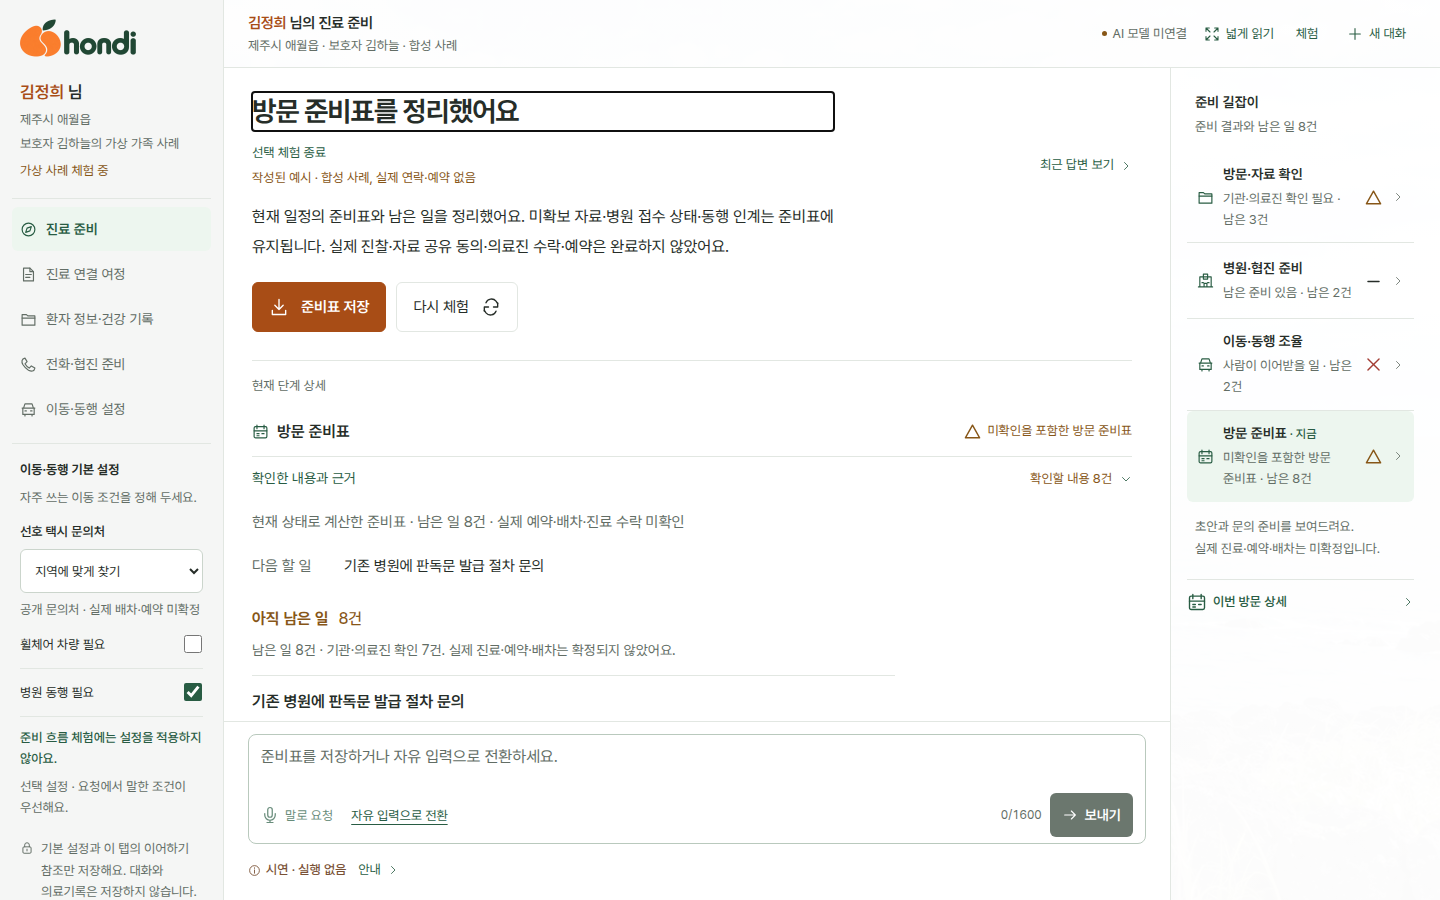 hondi
김정희 님
제주시 애월읍
보호자 김하늘의 가상 가족 사례
가상 사례 체험 중
진료 준비
진료 연결 여정
환자 정보·건강 기록
전화·협진 준비
이동·동행 설정
이동·동행 기본 설정
자주 쓰는 이동 조건을 정해 두세요.
선호 택시 문의처
지역에 맞게 찾기
공개 문의처 · 실제 배차·예약 미확정
휠체어 차량 필요
병원 동행 필요
준비 흐름 체험에는 설정을 적용하지
않아요.
선택 설정 · 요청에서 말한 조건이
우선해요.
기본 설정과 이 탭의 이어하기
참조만 저장해요. 대화와
의료기록은 저장하지 않습니다.
김정희 님의 진료 준비
제주시 애월읍 · 보호자 김하늘 · 합성 사례
AI 모델 미연결
넓게 읽기
체험
새 대화
방문 준비표를 정리했어요
선택 체험 종료
작성된 예시 · 합성 사례, 실제 연락·예약 없음
최근 답변 보기
현재 일정의 준비표와 남은 일을 정리했어요. 미확보 자료·병원 접수 상태·동행 인계는 준비표에
유지됩니다. 실제 진찰·자료 공유 동의·의료진 수락·예약은 완료하지 않았어요.
준비표 저장
다시 체험
현재 단계 상세
방문 준비표
미확인을 포함한 방문 준비표
확인한 내용과 근거
확인할 내용 8건
현재 상태로 계산한 준비표 · 남은 일 8건 · 실제 예약·배차·진료 수락 미확인
다음 할 일 기존 병원에 판독문 발급 절차 문의
아직 남은 일 8건
남은 일 8건 · 기관·의료진 확인 7건. 실제 진료·예약·배차는 확정되지 않았어요.
기존 병원에 판독문 발급 절차 문의
준비표를 저장하거나 자유 입력으로 전환하세요.
말로 요청
자유 입력으로 전환
0/1600
보내기
시연 · 실행 없음 안내
준비 길잡이
준비 결과와 남은 일 8건
방문·자료 확인
기관·의료진 확인 필요 ·
남은 3건
병원·협진 준비
남은 준비 있음 · 남은 2건
이동·동행 조율
사람이 이어받을 일 · 남은
2건
방문 준비표 · 지금
미확인을 포함한 방문
준비표 · 남은 8건
초안과 문의 준비를 보여드려요.
실제 진료·예약·배차는 미확정입니다.
이번 방문 상세